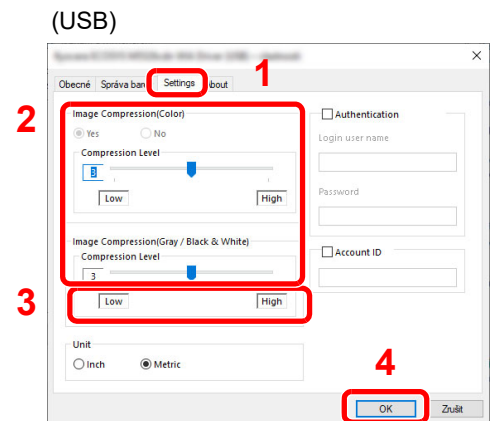 (USB)
1
Obecné Správa Settings
2
Image Compression(Color)
Yes No
Compression Level
3
Low High
Image Compression(Gray / Black & White)
Compression Level
3
3
Low High
Unit
Inch Metric
Authentication
Login user name
Password
Account ID
4
OK Zrušit